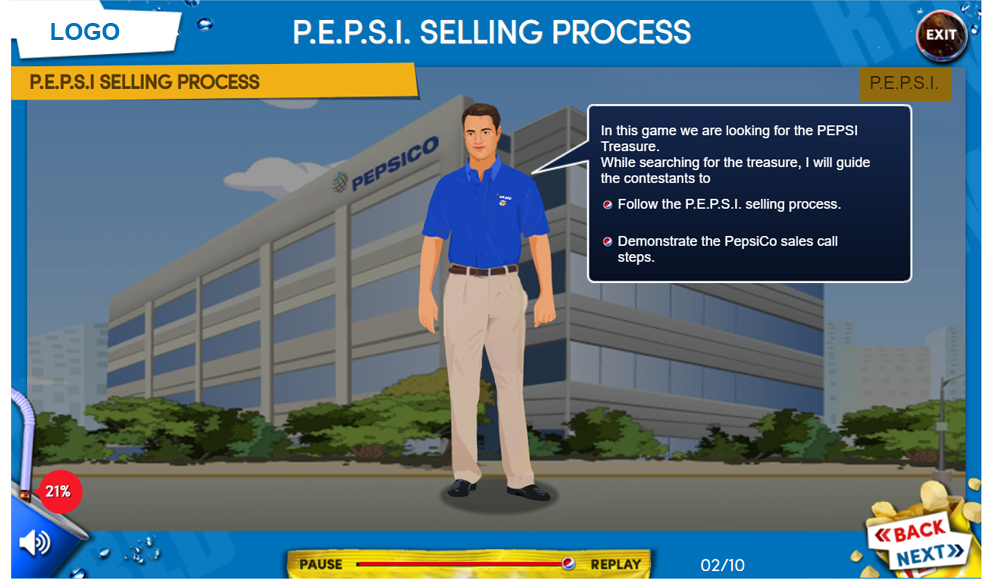 LOGO
P.E.P.S.I. SELLING PROCESS
EXIT
P.E.P.S.I SELLING PROCESS
P.E.P.S.I.
PEPSICO
In this game we are looking for the PEPSI
Treasure.
While searching for the treasure, I will guide
the contestants to
Follow the P.E.P.S.I. selling process.
Demonstrate the PepsiCo sales call
steps.
21%
PAUSE
REPLAY
02/10
BACK
NEXT